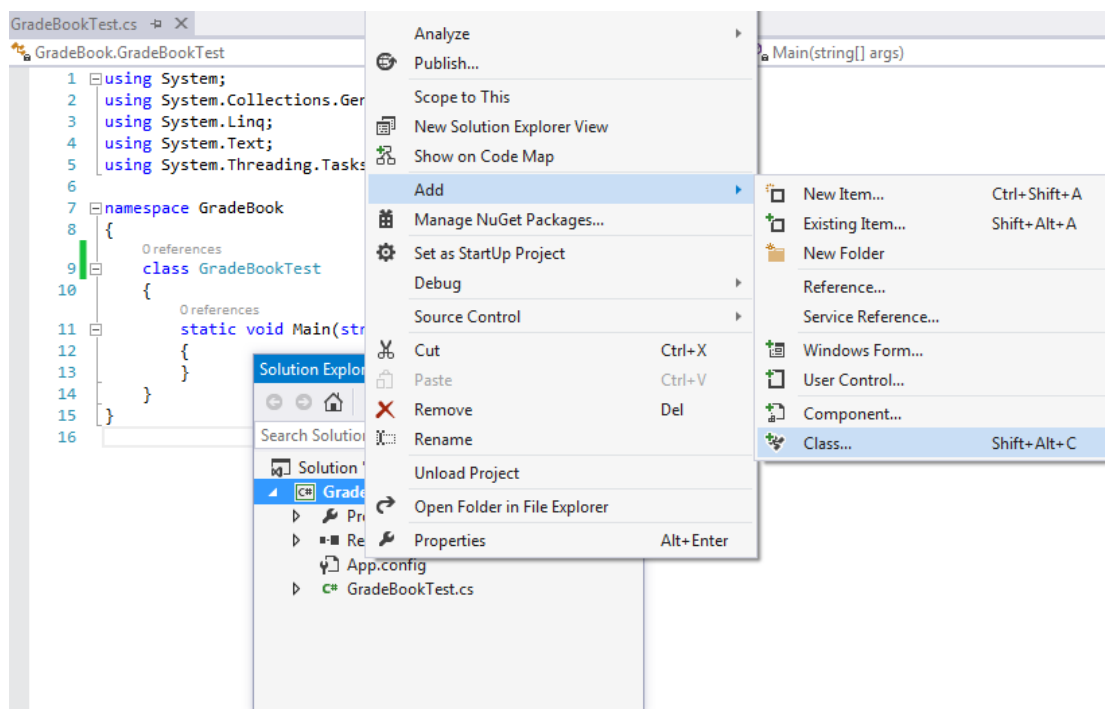 GradeBookTest.cs
GradeBook.GradeBookTest
Main(string[] args)
1 using System;
2 using System.Collections.Ger
3 using System.Linq;
4 using System.Text;
5 using System.Threading.Tasks
6
7 namespace GradeBook
8 {
0 references
9 class GradeBookTest
10 {
0 references
11 static void Main(str
12 {
13 }
14 }
15 }
16
Solution Explor
Search Solution
Solution '
C# Grade
Pr
Re
App.config
C# GradeBookTest.cs
Analyze
Publish...
Scope to This
New Solution Explorer View
Show on Code Map
Add
Manage NuGet Packages...
Set as StartUp Project
Debug
Source Control
Cut Ctrl+X
Paste Ctrl+V
Remove Del
Rename
Unload Project
Open Folder in File Explorer
Properties Alt+Enter
New Item... Ctrl+Shift+A
Existing Item... Shift+Alt+A
New Folder
Reference...
Service Reference...
Windows Form...
User Control...
Component...
Class... Shift+Alt+C